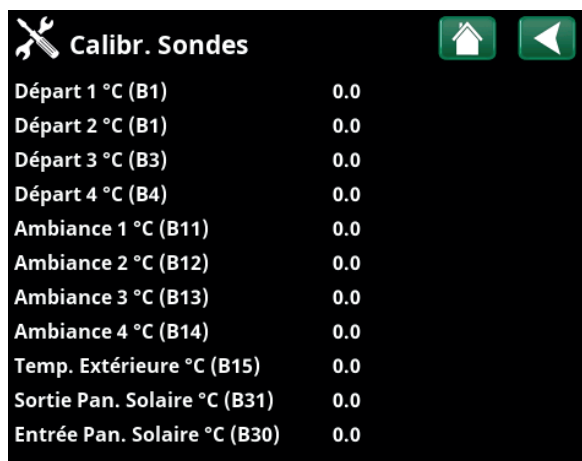 Calibr. Sondes
Départ 1 °C (B1) 0.0
Départ 2 °C (B1) 0.0
Départ 3 °C (B3) 0.0
Départ 4 °C (B4) 0.0
Ambiance 1 °C (B11) 0.0
Ambiance 2 °C (B12) 0.0
Ambiance 3 °C (B13) 0.0
Ambiance 4 °C (B14) 0.0
Temp. Extérieure °C (B15) 0.0
Sortie Pan. Solaire °C (B31) 0.0
Entrée Pan. Solaire °C (B30) 0.0